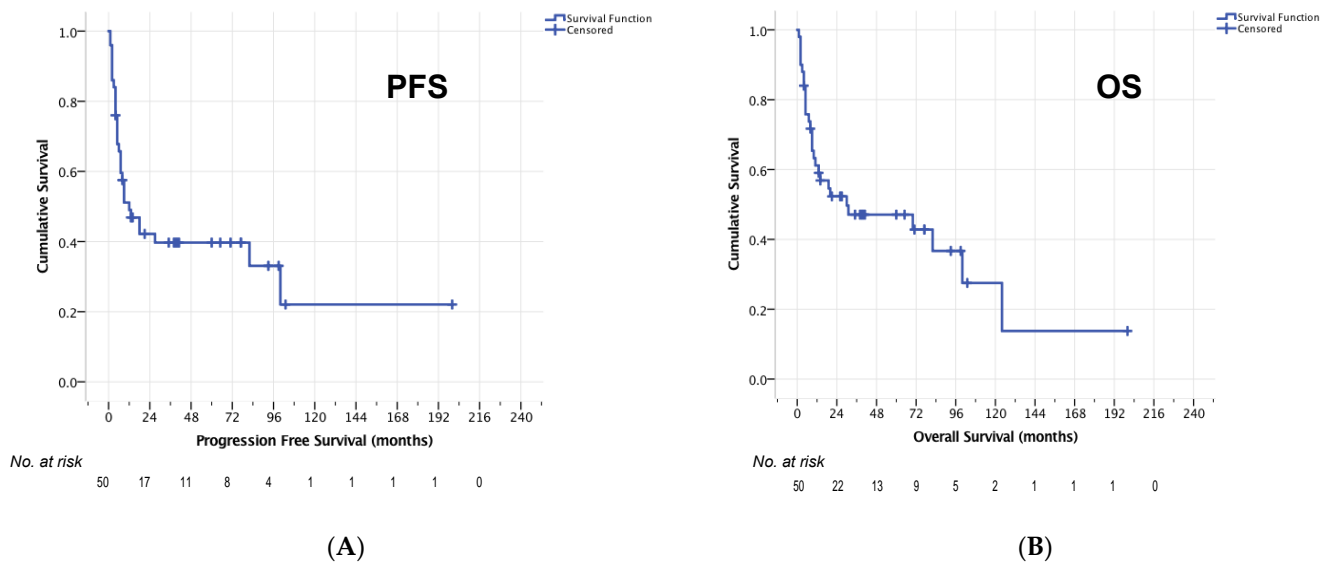 Survival Function
Censored
PFS
Cumulative Survival
1.0
0.8
0.6
0.4
0.2
0.0
0 24 48 72 96 120 144 168 192 216 240
Progression Free Survival (months)
No. at risk
50 17 11 8 4 1 1 1 1 0
(A)
Survival Function
Censored
OS
Cumulative Survival
1.0
0.8
0.6
0.4
0.2
0.0
0 24 48 72 96 120 144 168 192 216 240
Overall Survival (months)
No. at risk
50 22 13 9 5 2 1 1 1 0
(B)